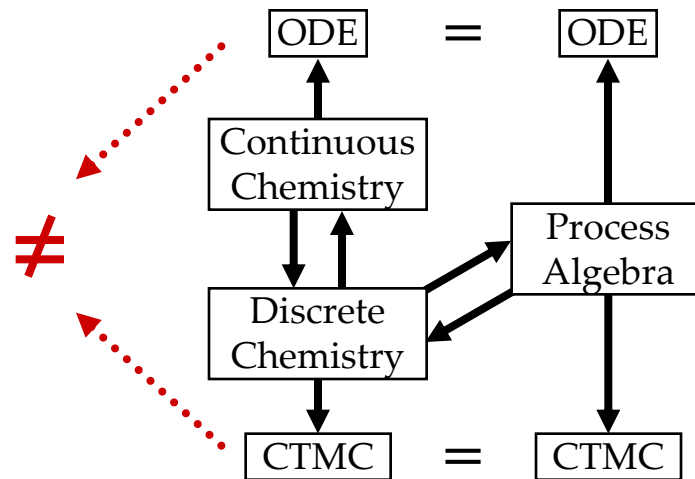 ODE = ODE
Continuous
Chemistry
Process
Algebra
≠
Discrete
Chemistry
CTMC = CTMC